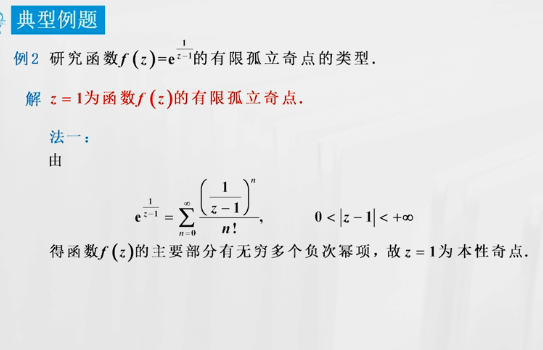 典型例题
例2 研究函数f(z)=e^{\frac{1}{z-1}}的有限孤立奇点的类型.
解 z=1为函数f(z)的有限孤立奇点.
法一：
由
e^{\frac{1}{z-1}}=\sum_{n=0}^{\infty}\frac{\left(\frac{1}{z-1}\right)^n}{n!}, 0<|z-1|<+∞
得函数f(z)的主要部分有无穷多个负次幂项，故z=1为本性奇点.